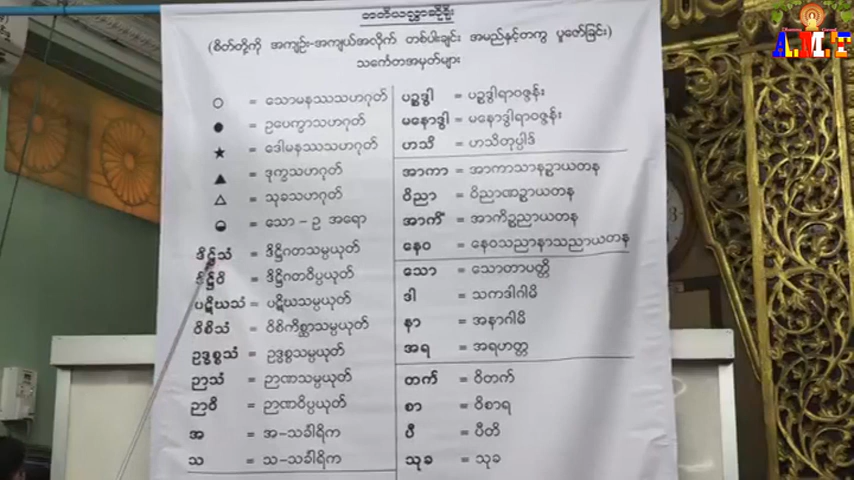 ဘတိယလ္လာဆိုရိုး
(စိတ်တို့ကို အကျဉ်း-အကျယ်အလိုက် တစ်ပါးချင်း အမည်နှင့်တကွ ပူဇော်ခြင်း)
သင်္ကေတအမှတ်များ
○ = သောမနဿသဟဂုတ်
● = ဥပေက္ခာသဟဂုတ်
★ = ဒေါမနဿသဟဂုတ်
▲ = ဒုက္ခသဟဂုတ်
△ = သုခသဟဂုတ်
◒ = သော – ဥ အရော
ဒိဋ္ဌိသံ = ဒိဋ္ဌိဂတသမ္ပယုတ်
ဒိဋ္ဌိဝိ = ဒိဋ္ဌိဂတဝိပ္ပယုတ်
ပဋိဃသံ = ပဋိဃသမ္ပယုတ်
ဝိစိသံ = ဝိစိကိစ္ဆာသမ္ပယုတ်
ဥဒ္ဓစ္စသံ = ဥဒ္ဓစ္စသမ္ပယုတ်
ဉာသံ = ဉာဏသမ္ပယုတ်
ဉာဝိ = ဉာဏဝိပ္ပယုတ်
အ = အ–သင်္ခါရိက
သ = သ–သင်္ခါရိက
ပဉ္စဒွါ = ပဉ္စဒွါရာဝဇ္ဇန်း
မနောဒွါ = မနောဒွါရာဝဇ္ဇန်း
ဟသိ = ဟသိတုပ္ပါဒ်
အာကာ = အာကာသာနဉ္စာယတန
ဝိညာ = ဝိညာဏဉ္စာယတန
အာကိံ = အာကိဉ္စညာယတန
နေဝ = နေဝသညာနာသညာယတန
သော = သောတာပတ္တိ
ဒါ = သကဒါဂါမိ
နာ = အနာဂါမိ
အရ = အရဟတ္တ
တက် = ဝိတက်
စာ = ဝိစာရ
ပီ = ပီတိ
သုခ = သုခ
A.M.T